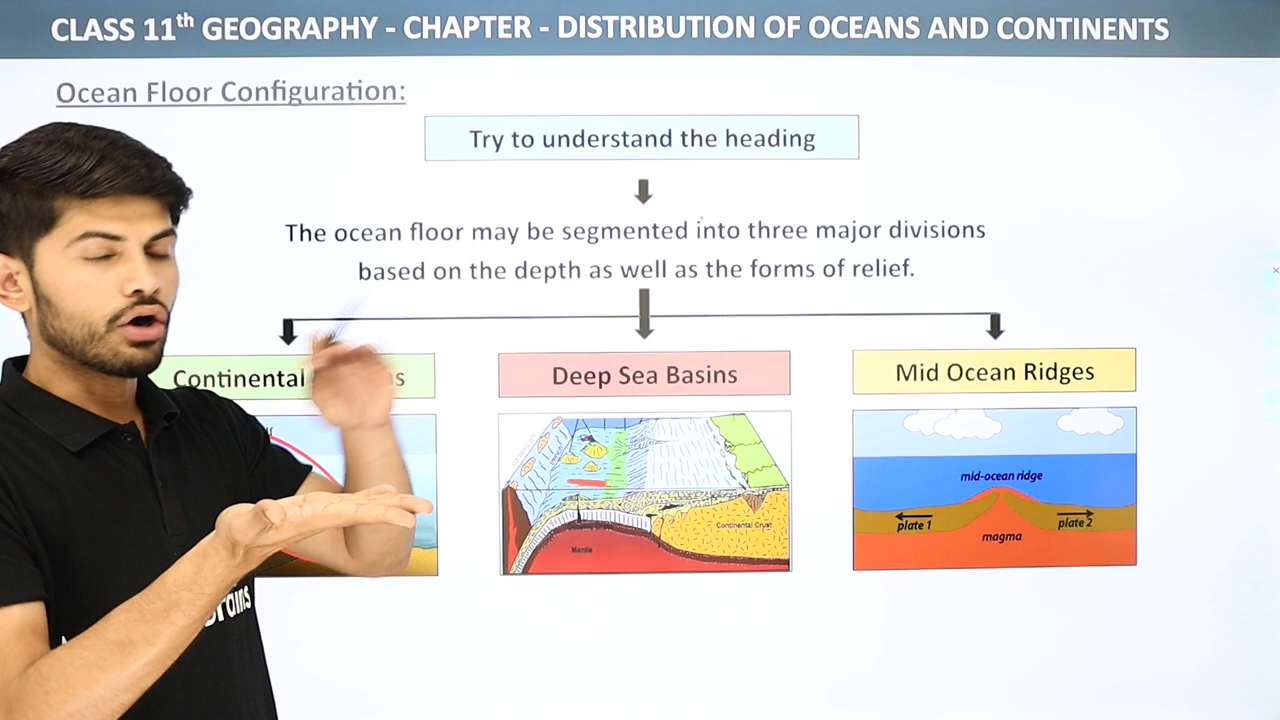 CLASS 11th GEOGRAPHY - CHAPTER - DISTRIBUTION OF OCEANS AND CONTINENTS
Ocean Floor Configuration:
Try to understand the heading
The ocean floor may be segmented into three major divisions
based on the depth as well as the forms of relief.
Continental
Deep Sea Basins
Mid Ocean Ridges
Continental Crust
Mantle
mid-ocean ridge
plate 1
plate 2
magma